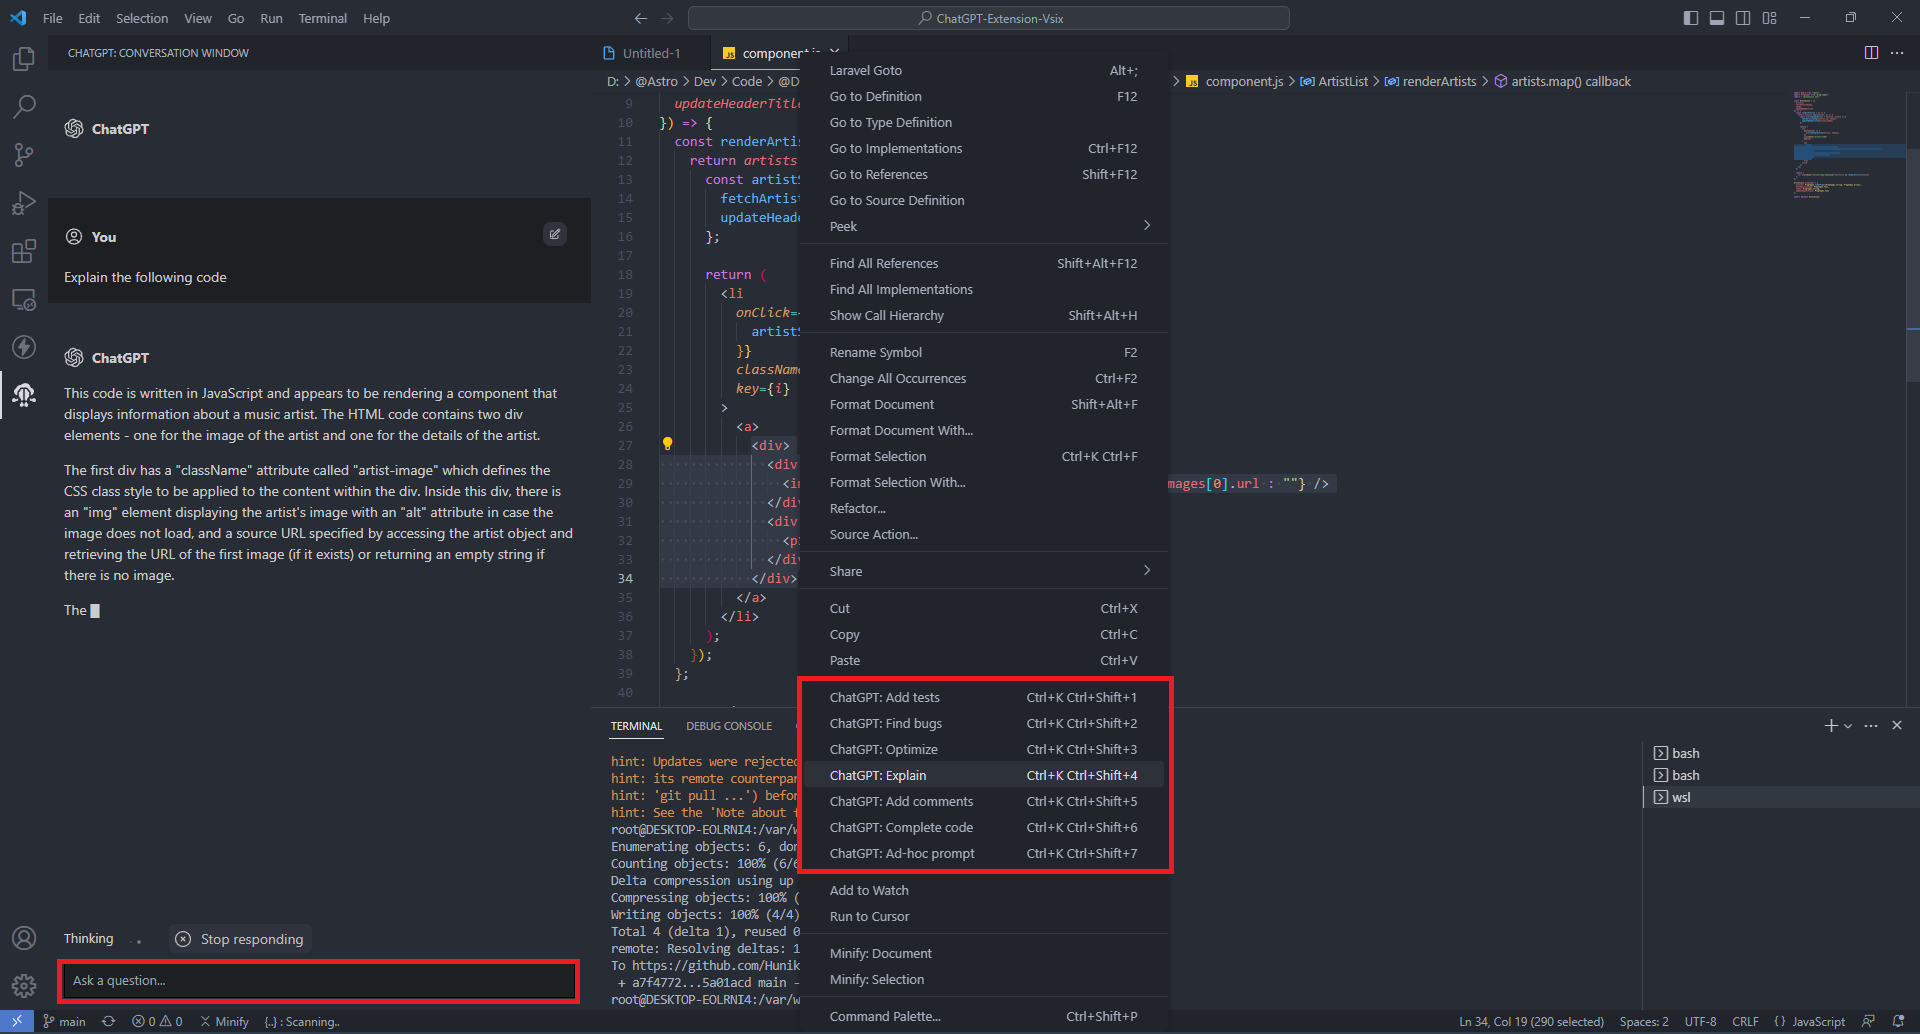 File Edit Selection View Go Run Terminal Help
ChatGPT-Extension-Vsix
CHATGPT: CONVERSATION WINDOW
ChatGPT
You
Explain the following code
ChatGPT
This code is written in JavaScript and appears to be rendering a component that
displays information about a music artist. The HTML code contains two div
elements - one for the image of the artist and one for the details of the artist.
The first div has a "className" attribute called "artist-image" which defines the
CSS class style to be applied to the content within the div. Inside this div, there is
an "img" element displaying the artist's image with an "alt" attribute in case the
image does not load, and a source URL specified by accessing the artist object and
retrieving the URL of the first image (if it exists) or returning an empty string if
there is no image.
The
Thinking ..
Stop responding
Ask a question...
Untitled-1
component.js
D: > @Astro > Dev > Code > @D
> component.js > ArtistList > renderArtists > artists.map() callback
9 updateHeaderTitle
10 }) => {
11 const renderArtis
12 return artists
13 const artistS
14 fetchArtist
15 updateHeade
16 };
17
18 return (
19 <li
20 onClick={
21 artistS
22 }}
23 className
24 key={i}
25 >
26 <a>
27 <div>
28 <div
29 <im mages[0].url : ""} />
30 </div
31 <div
32 <p
33 </div
34 </div>
35 </a>
36 </li>
37 );
38 });
39 };
40
Laravel Goto Alt+;
Go to Definition F12
Go to Type Definition
Go to Implementations Ctrl+F12
Go to References Shift+F12
Go to Source Definition
Peek
Find All References Shift+Alt+F12
Find All Implementations
Show Call Hierarchy Shift+Alt+H
Rename Symbol F2
Change All Occurrences Ctrl+F2
Format Document Shift+Alt+F
Format Document With...
Format Selection Ctrl+K Ctrl+F
Format Selection With...
Refactor...
Source Action...
Share
Cut Ctrl+X
Copy Ctrl+C
Paste Ctrl+V
ChatGPT: Add tests Ctrl+K Ctrl+Shift+1
ChatGPT: Find bugs Ctrl+K Ctrl+Shift+2
ChatGPT: Optimize Ctrl+K Ctrl+Shift+3
ChatGPT: Explain Ctrl+K Ctrl+Shift+4
ChatGPT: Add comments Ctrl+K Ctrl+Shift+5
ChatGPT: Complete code Ctrl+K Ctrl+Shift+6
ChatGPT: Ad-hoc prompt Ctrl+K Ctrl+Shift+7
Add to Watch
Run to Cursor
Minify: Document
Minify: Selection
Command Palette... Ctrl+Shift+P
TERMINAL DEBUG CONSOLE
hint: Updates were rejected
hint: its remote counterpar
hint: 'git pull ...') befor
hint: See the 'Note about f
root@DESKTOP-EOLRNI4:/var/w
Enumerating objects: 6, don
Counting objects: 100% (6/6
Delta compression using up
Compressing objects: 100% (
Writing objects: 100% (4/4)
Total 4 (delta 1), reused 0
remote: Resolving deltas: 1
To https://github.com/Hunik
+ a7f4772...5a01acd main -
root@DESKTOP-EOLRNI4:/var/w
bash
bash
wsl
main 0 0 Minify {..} : Scanning..
Ln 34, Col 19 (290 selected) Spaces: 2 UTF-8 CRLF { } JavaScript